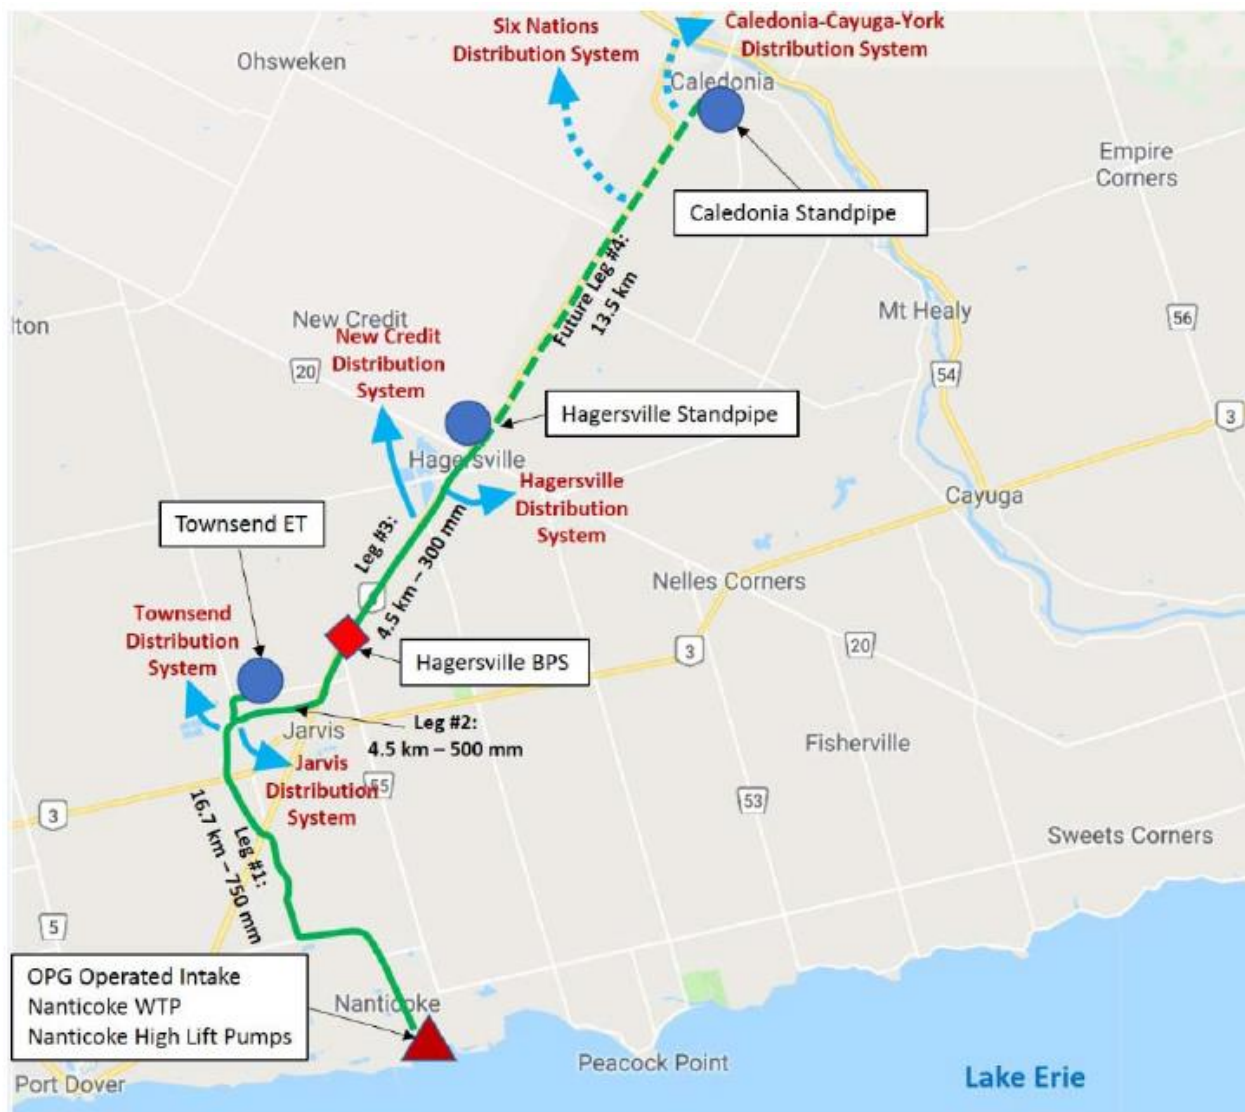 Six Nations
Distribution System
Caledonia-Cayuga-York
Distribution System
Ohsweken
Caledonia
Empire
Corners
Caledonia Standpipe
Future Leg #4:
13.5 km
Mt Healy
56
54
lton
New Credit
New Credit
Distribution
System
20
Hagersville Standpipe
3
Hagersville
Hagersville
Distribution
System
Cayuga
Townsend ET
Leg #3:
4.5 km – 300 mm
Nelles Corners
Townsend
Distribution
System
3
20
Hagersville BPS
Leg #2:
4.5 km – 500 mm
Jarvis
Fisherville
Jarvis
Distribution
System
55
53
3
Leg #1:
16.7 km – 750 mm
Sweets Corners
5
OPG Operated Intake
Nanticoke WTP
Nanticoke High Lift Pumps
Nanticoke
Peacock Point
Port Dover
Lake Erie